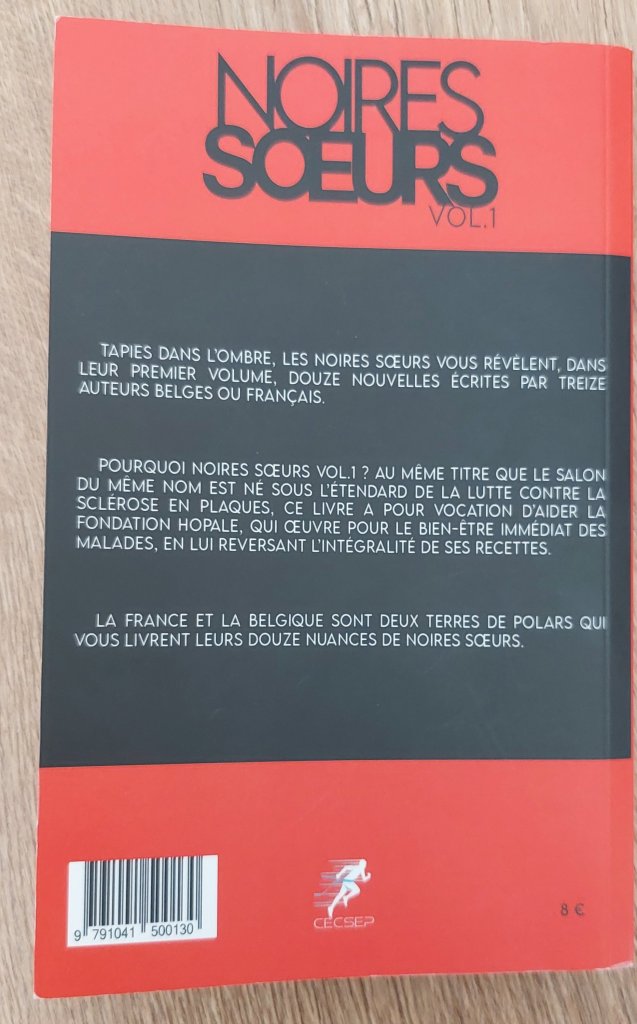 NOIRES
SŒURS
VOL.1
TAPIES DANS L'OMBRE, LES NOIRES SŒURS VOUS RÉVÈLENT, DANS
LEUR PREMIER VOLUME, DOUZE NOUVELLES ÉCRITES PAR TREIZE
AUTEURS BELGES OU FRANÇAIS.
POURQUOI NOIRES SŒURS VOL.1 ? AU MÊME TITRE QUE LE SALON
DU MÊME NOM EST NÉ SOUS L'ÉTENDARD DE LA LUTTE CONTRE LA
SCLÉROSE EN PLAQUES, CE LIVRE A POUR VOCATION D'AIDER LA
FONDATION HOPALE, QUI ŒUVRE POUR LE BIEN-ÊTRE IMMÉDIAT DES
MALADES, EN LUI REVERSANT L'INTÉGRALITÉ DE SES RECETTES.
LA FRANCE ET LA BELGIQUE SONT DEUX TERRES DE POLARS QUI
VOUS LIVRENT LEURS DOUZE NUANCES DE NOIRES SŒURS.
9 791041 500130
CECSEP
8 €